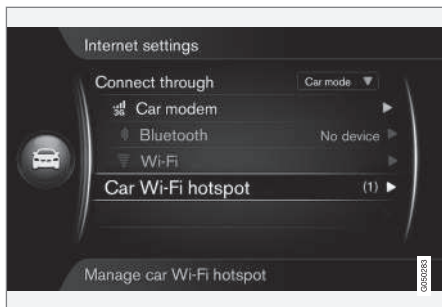 Internet settings
Connect through Car mode
3G Car modem
Bluetooth No device
Wi-Fi
Car Wi-Fi hotspot (1)
Manage car Wi-Fi hotspot
G050283